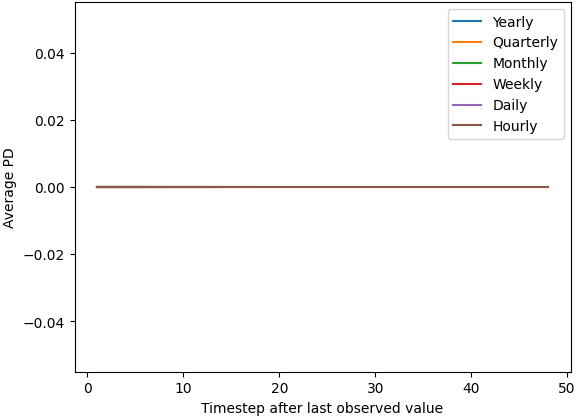 Yearly
Quarterly
Monthly
Weekly
Daily
Hourly
Average PD
0.04
0.02
0.00
−0.02
−0.04
0
10
20
30
40
50
Timestep after last observed value